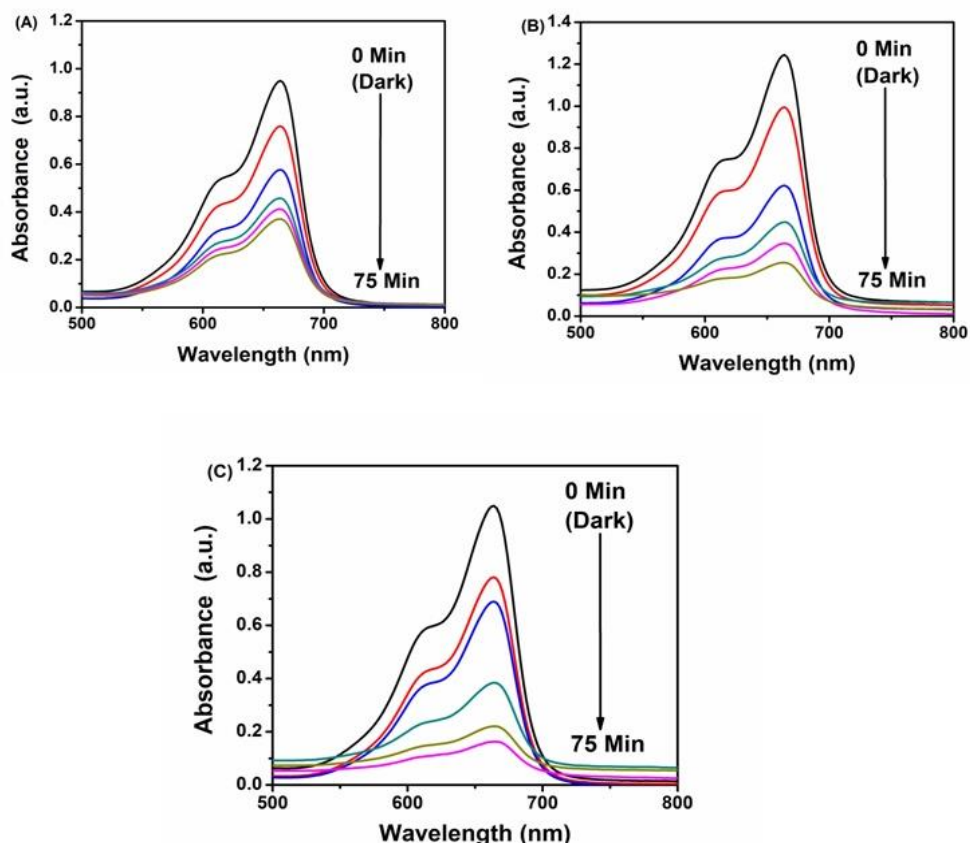 (A)
1.2
1.0
0.8
0.6
0.4
0.2
0.0
Absorbance (a.u.)
0 Min
(Dark)
75 Min
500 600 700 800
Wavelength (nm)
(B)
1.4
1.2
1.0
0.8
0.6
0.4
0.2
0.0
Absorbance (a.u.)
0 Min
(Dark)
75 Min
500 600 700 800
Wavelength (nm)
(C)
1.2
1.0
0.8
0.6
0.4
0.2
0.0
Absorbance (a.u.)
0 Min
(Dark)
75 Min
500 600 700 800
Wavelength (nm)